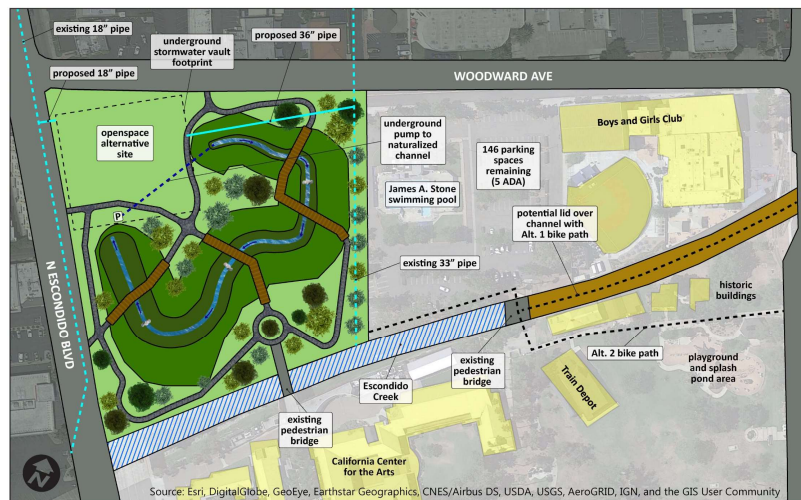 existing 18" pipe
underground
stormwater vault
footprint
proposed 36" pipe
proposed 18" pipe
WOODWARD AVE
openspace
alternative
site
underground
pump to
naturalized
channel
146 parking
spaces
remaining
(5 ADA)
Boys and Girls Club
James A. Stone
swimming pool
P
potential lid over
channel with
Alt. 1 bike path
N ESCONDIDO BLVD
existing 33" pipe
historic
buildings
existing
pedestrian
bridge
Alt. 2 bike path
playground
and splash
pond area
Escondido
Creek
Train Depot
existing
pedestrian
bridge
California Center
for the Arts
N
Source: Esri, DigitalGlobe, GeoEye, Earthstar Geographics, CNES/Airbus DS, USDA, USGS, AeroGRID, IGN, and the GIS User Community